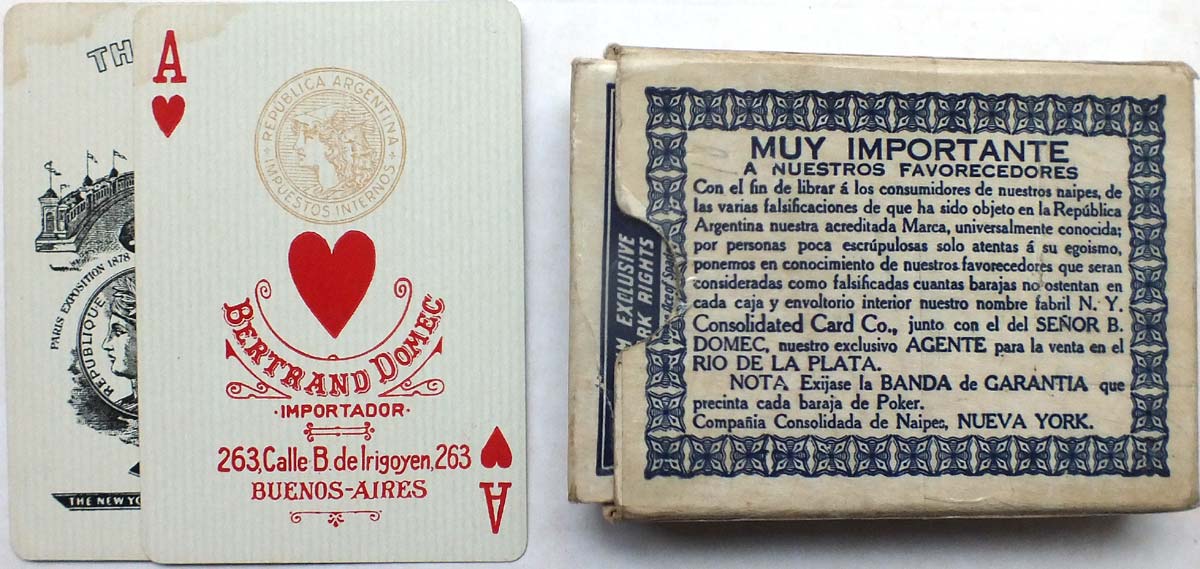 TH
PARIS EXPOSITION 1878
REPUBLIQUE
THE NEW YO
A
REPÚBLICA ARGENTINA
IMPUESTOS INTERNOS
BERTRAND DOMEC
·IMPORTADOR·
263, Calle B. de Irigoyen, 263
BUENOS-AIRES
A
EXCLUSIVE
RK RIGHTS
Ace of Spades
MUY IMPORTANTE
A NUESTROS FAVORECEDORES
Con el fin de librar á los consumidores de nuestros naipes, de
las varias falsificaciones de que ha sido objeto en la República
Argentina nuestra acreditada Marca, universalmente conocida;
por personas poca escrúpulosas solo atentas á su egoismo,
ponemos en conocimiento de nuestros favorecedores que seran
consideradas como falsificadas cuantas barajas no ostentan en
cada caja y envoltorio interior nuestro nombre fabril N. Y.
Consolidated Card Co., junto con el del SEÑOR B.
DOMEC, nuestro exclusivo AGENTE para la venta en el
RIO DE LA PLATA.
NOTA Exijase la BANDA de GARANTIA que
precinta cada baraja de Poker.
Compañia Consolidada de Naipes, NUEVA YORK.